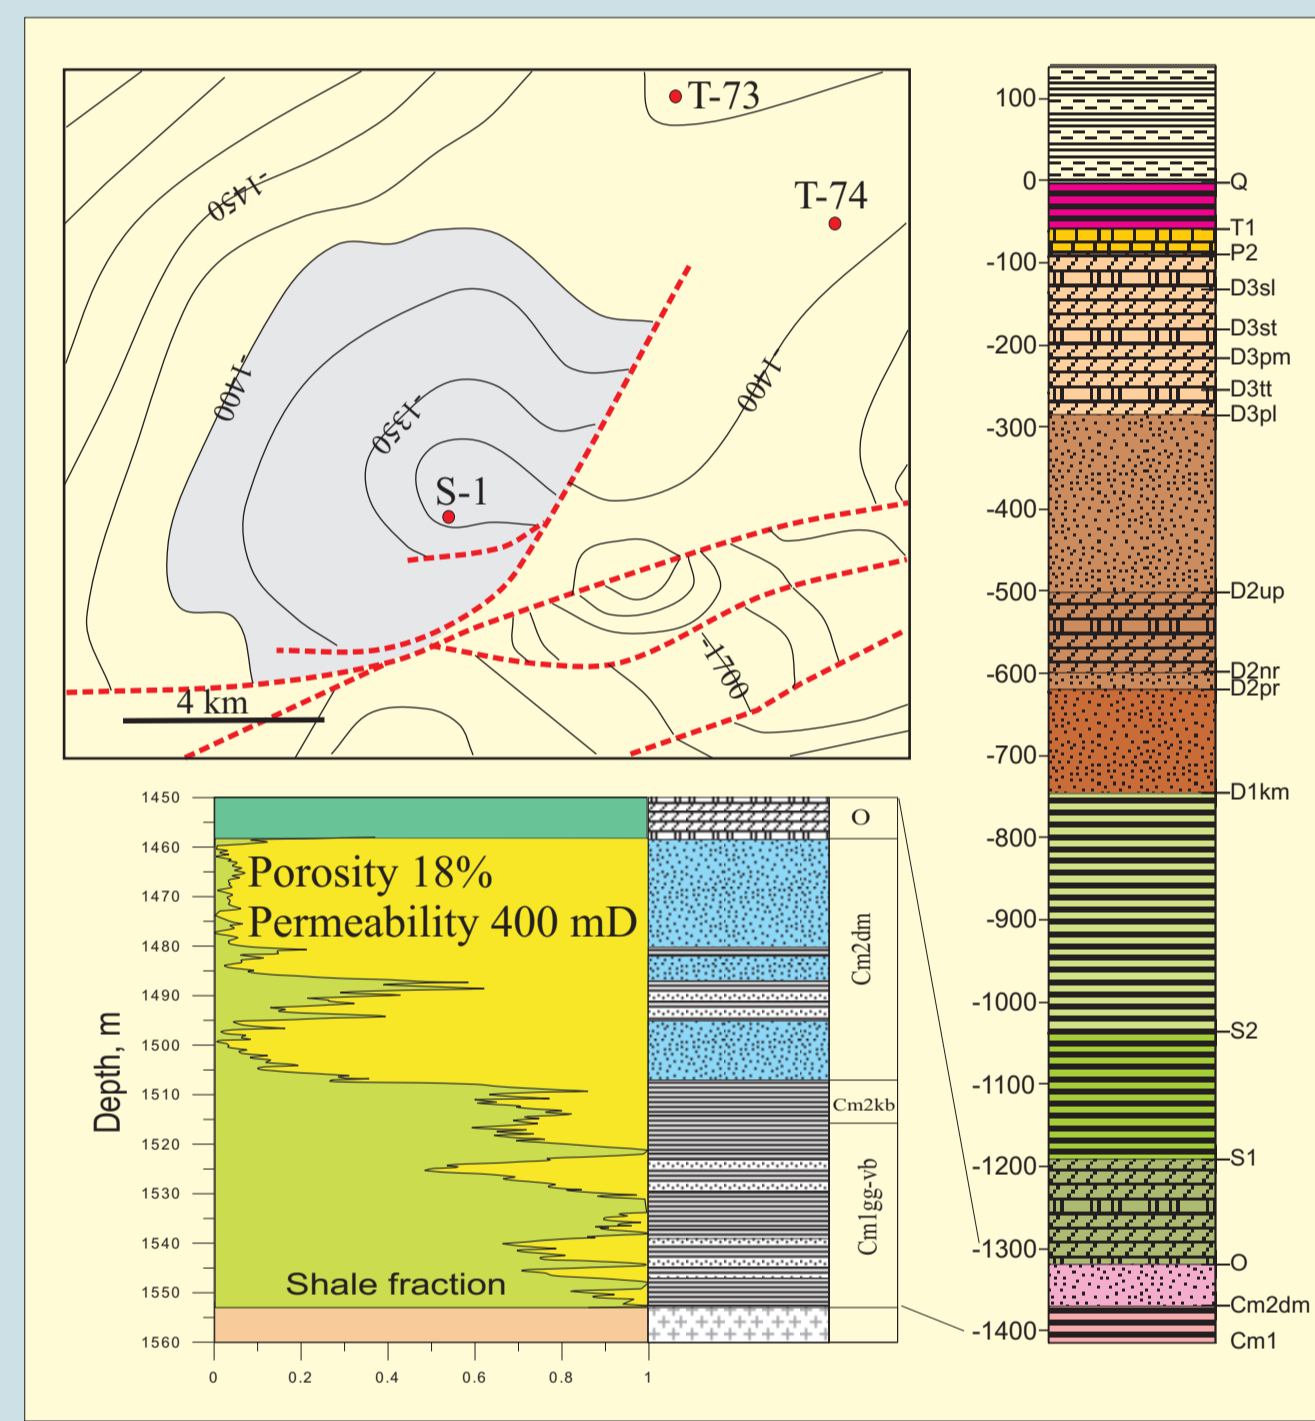 T-73
-1450
T-74
-1400
-1400
-1350
S-1
-1700
4 km
100
0
-100
-200
-300
-400
-500
-600
-700
-800
-900
-1000
-1100
-1200
-1300
-1400
Q
T1
P2
D3sl
D3st
D3pm
D3tt
D3pl
D2up
D2nr
D2pr
D1km
S2
S1
O
Cm2dm
Cm1
Depth, m
1450
1460
1470
1480
1490
1500
1510
1520
1530
1540
1550
1560
Porosity 18%
Permeability 400 mD
Shale fraction
0
0.2
0.4
0.6
0.8
1
O
Cm2dm
Cm2kb
Cm1gg-vb